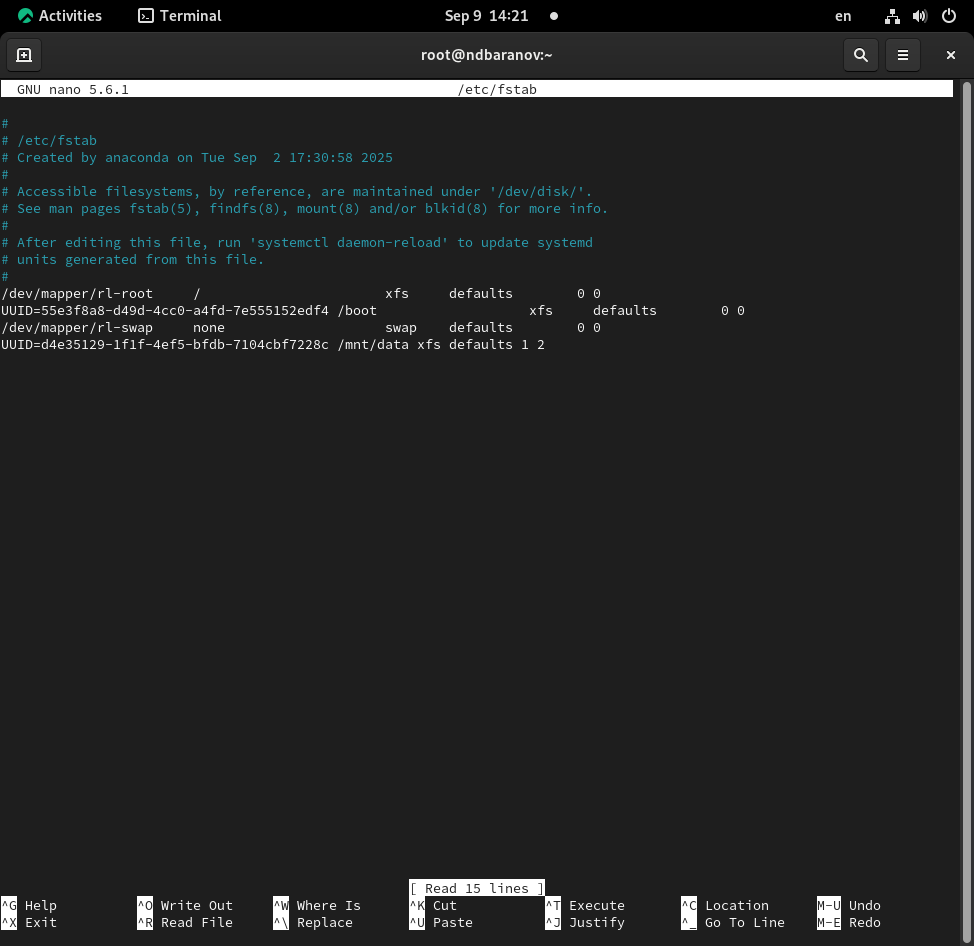 Activities Terminal Sep 9 14:21 en
root@ndbaranov:~
GNU nano 5.6.1 /etc/fstab
#
# /etc/fstab
# Created by anaconda on Tue Sep  2 17:30:58 2025
#
# Accessible filesystems, by reference, are maintained under '/dev/disk/'.
# See man pages fstab(5), findfs(8), mount(8) and/or blkid(8) for more info.
#
# After editing this file, run 'systemctl daemon-reload' to update systemd
# units generated from this file.
#
/dev/mapper/rl-root     /                       xfs     defaults        0 0
UUID=55e3f8a8-d49d-4cc0-a4fd-7e555152edf4 /boot                   xfs     defaults        0 0
/dev/mapper/rl-swap     none                    swap    defaults        0 0
UUID=d4e35129-1f1f-4ef5-bfdb-7104cbf7228c /mnt/data xfs defaults 1 2
[ Read 15 lines ]
^G Help ^O Write Out ^W Where Is ^K Cut ^T Execute ^C Location M-U Undo
^X Exit ^R Read File ^\ Replace ^U Paste ^J Justify ^_ Go To Line M-E Redo